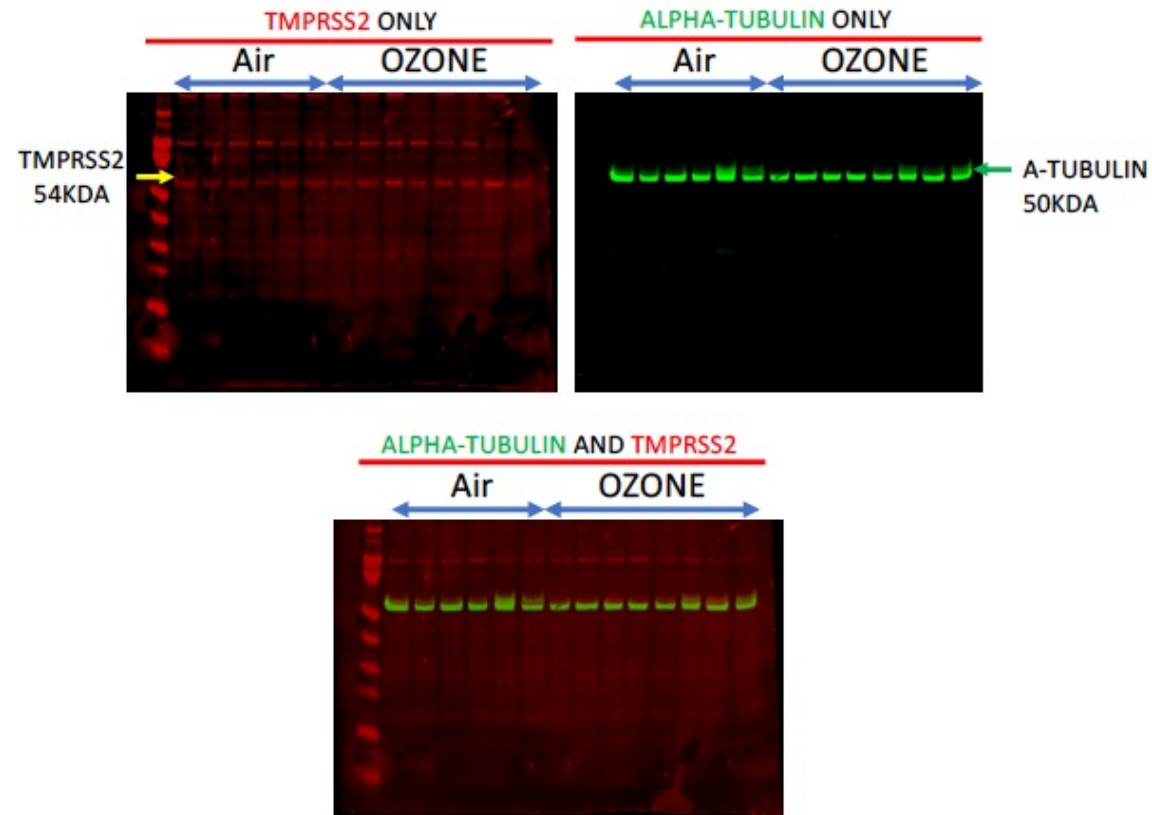 TMPRSS2 ONLY
Air OZONE
TMPRSS2
54KDA
ALPHA-TUBULIN ONLY
Air OZONE
A-TUBULIN
50KDA
ALPHA-TUBULIN AND TMPRSS2
Air OZONE